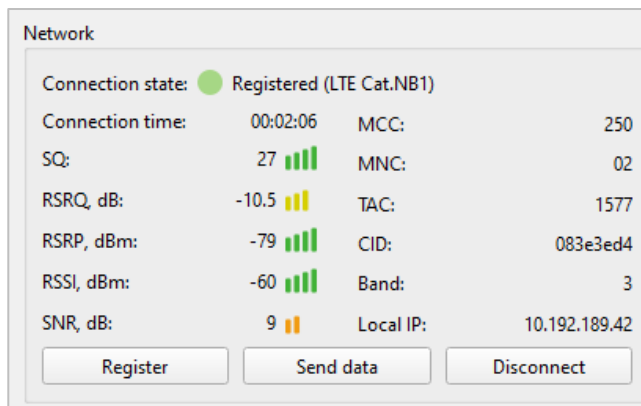 Network
Connection state: Registered (LTE Cat.NB1)
Connection time: 00:02:06 MCC: 250
SQ: 27 MNC: 02
RSRQ, dB: -10.5 TAC: 1577
RSRP, dBm: -79 CID: 083e3ed4
RSSI, dBm: -60 Band: 3
SNR, dB: 9 Local IP: 10.192.189.42
Register Send data Disconnect